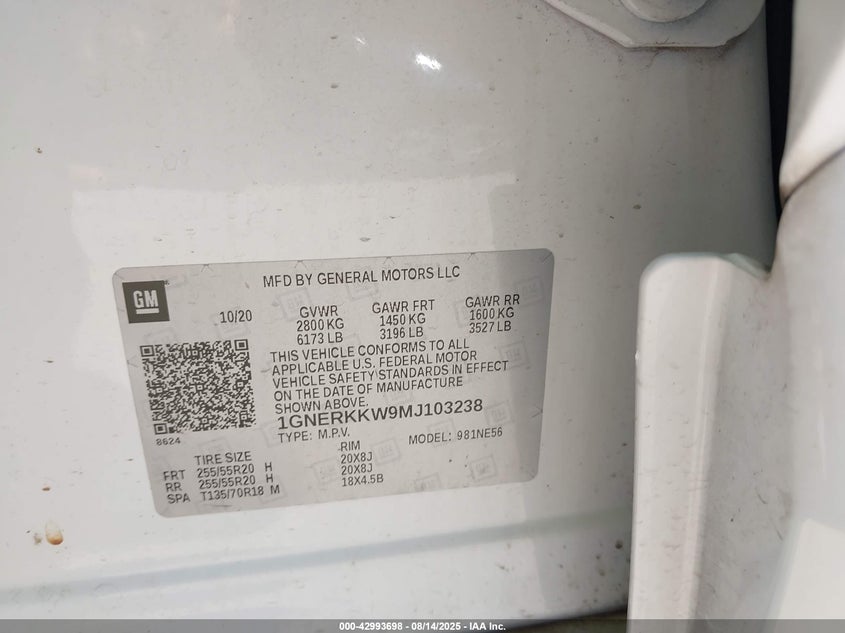 MFD BY GENERAL MOTORS LLC
GM
10/20
GVWR GAWR FRT GAWR RR
2800 KG 1450 KG 1600 KG
6173 LB 3196 LB 3527 LB
THIS VEHICLE CONFORMS TO ALL
APPLICABLE U.S. FEDERAL MOTOR
VEHICLE SAFETY STANDARDS IN EFFECT
ON THE DATE OF MANUFACTURE
SHOWN ABOVE.
1GNERKKW9MJ103238
8624
TYPE: M.P.V. MODEL: 981NE56
TIRE SIZE RIM
FRT 255/55R20 H 20X8J
RR 255/55R20 H 20X8J
SPA T135/70R18 M 18X4.5B
000-42993698 - 08/14/2025 - IAA Inc.